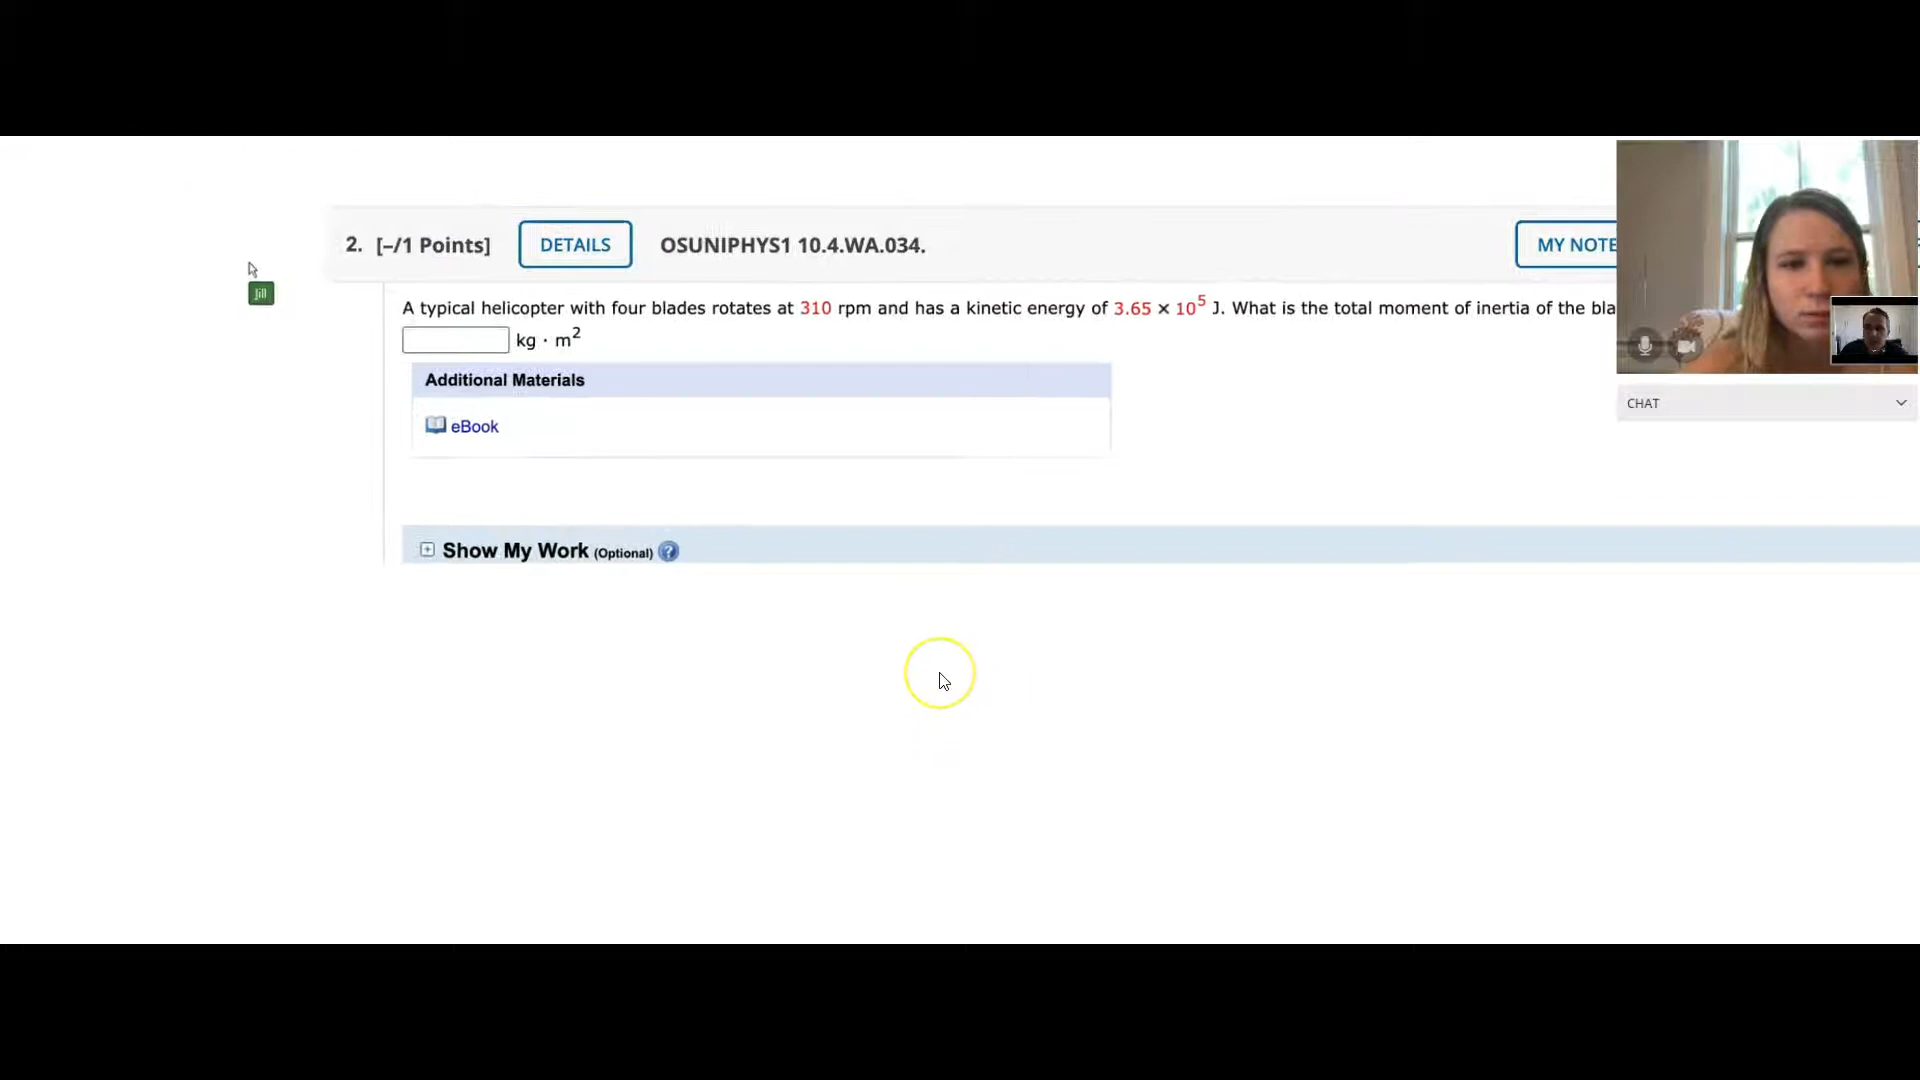 2. [–/1 Points] DETAILS OSUNIPHYS1 10.4.WA.034. MY NOTE
Jill
A typical helicopter with four blades rotates at 310 rpm and has a kinetic energy of 3.65 × 10⁵ J. What is the total moment of inertia of the bla
kg · m²
CHAT
Additional Materials
eBook
Show My Work (Optional) ?